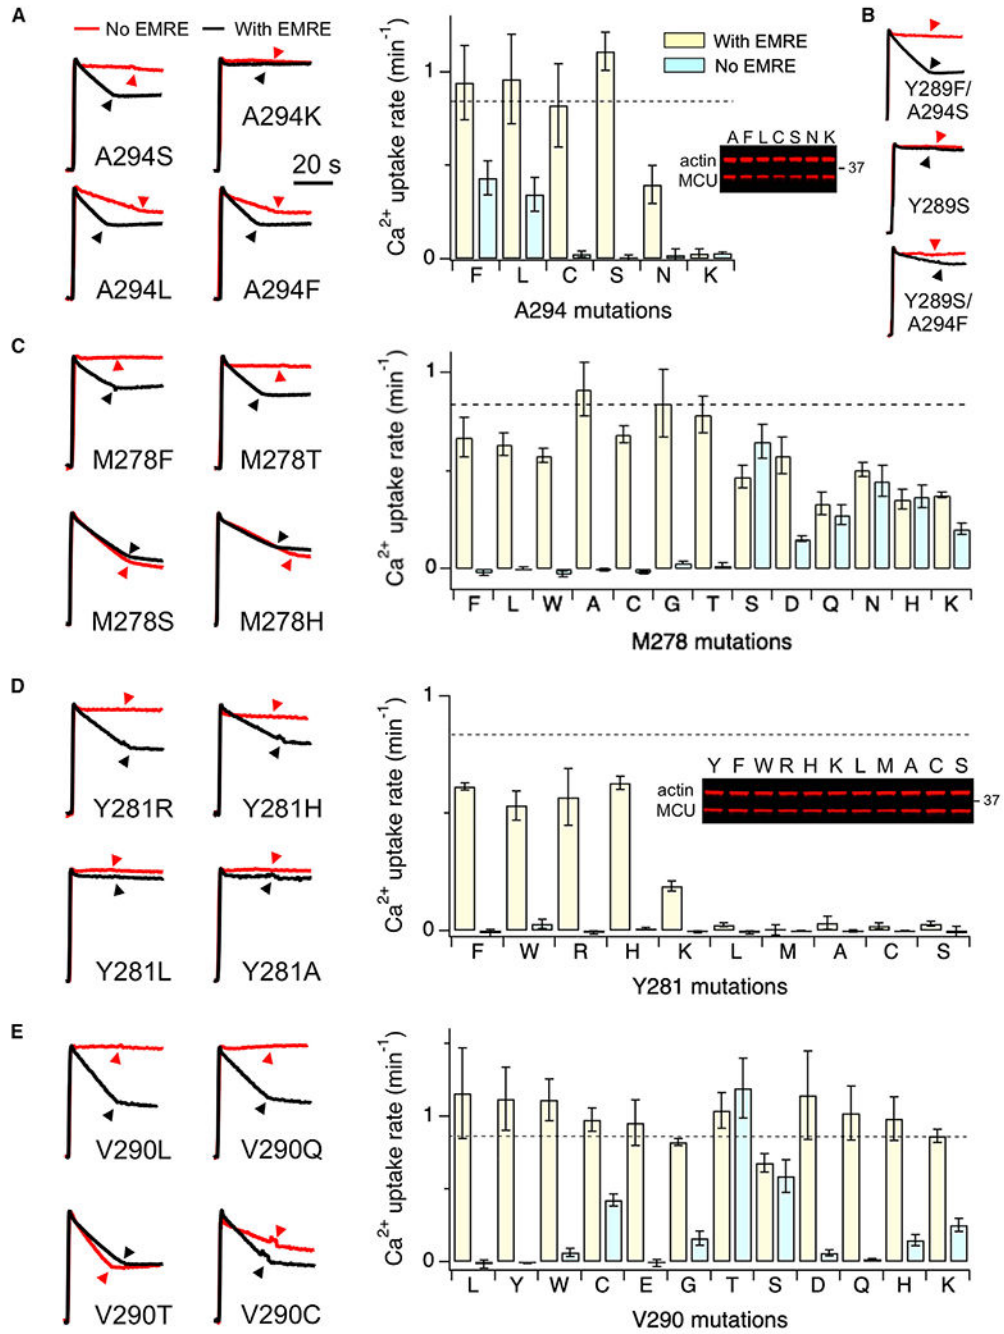 A
No EMRE
With EMRE
A294S
A294K
20 s
A294L
A294F
Ca2+ uptake rate (min-1)
1
0
With EMRE
No EMRE
A F L C S N K
actin
MCU
37
F L C S N K
A294 mutations
B
Y289F/
A294S
Y289S
Y289S/
A294F
C
M278F
M278T
M278S
M278H
Ca2+ uptake rate (min-1)
1
0
F L W A C G T S D Q N H K
M278 mutations
D
Y281R
Y281H
Y281L
Y281A
Ca2+ uptake rate (min-1)
1
0
Y F W R H K L M A C S
actin
MCU
37
F W R H K L M A C S
Y281 mutations
E
V290L
V290Q
V290T
V290C
Ca2+ uptake rate (min-1)
1
0
L Y W C E G T S D Q H K
V290 mutations